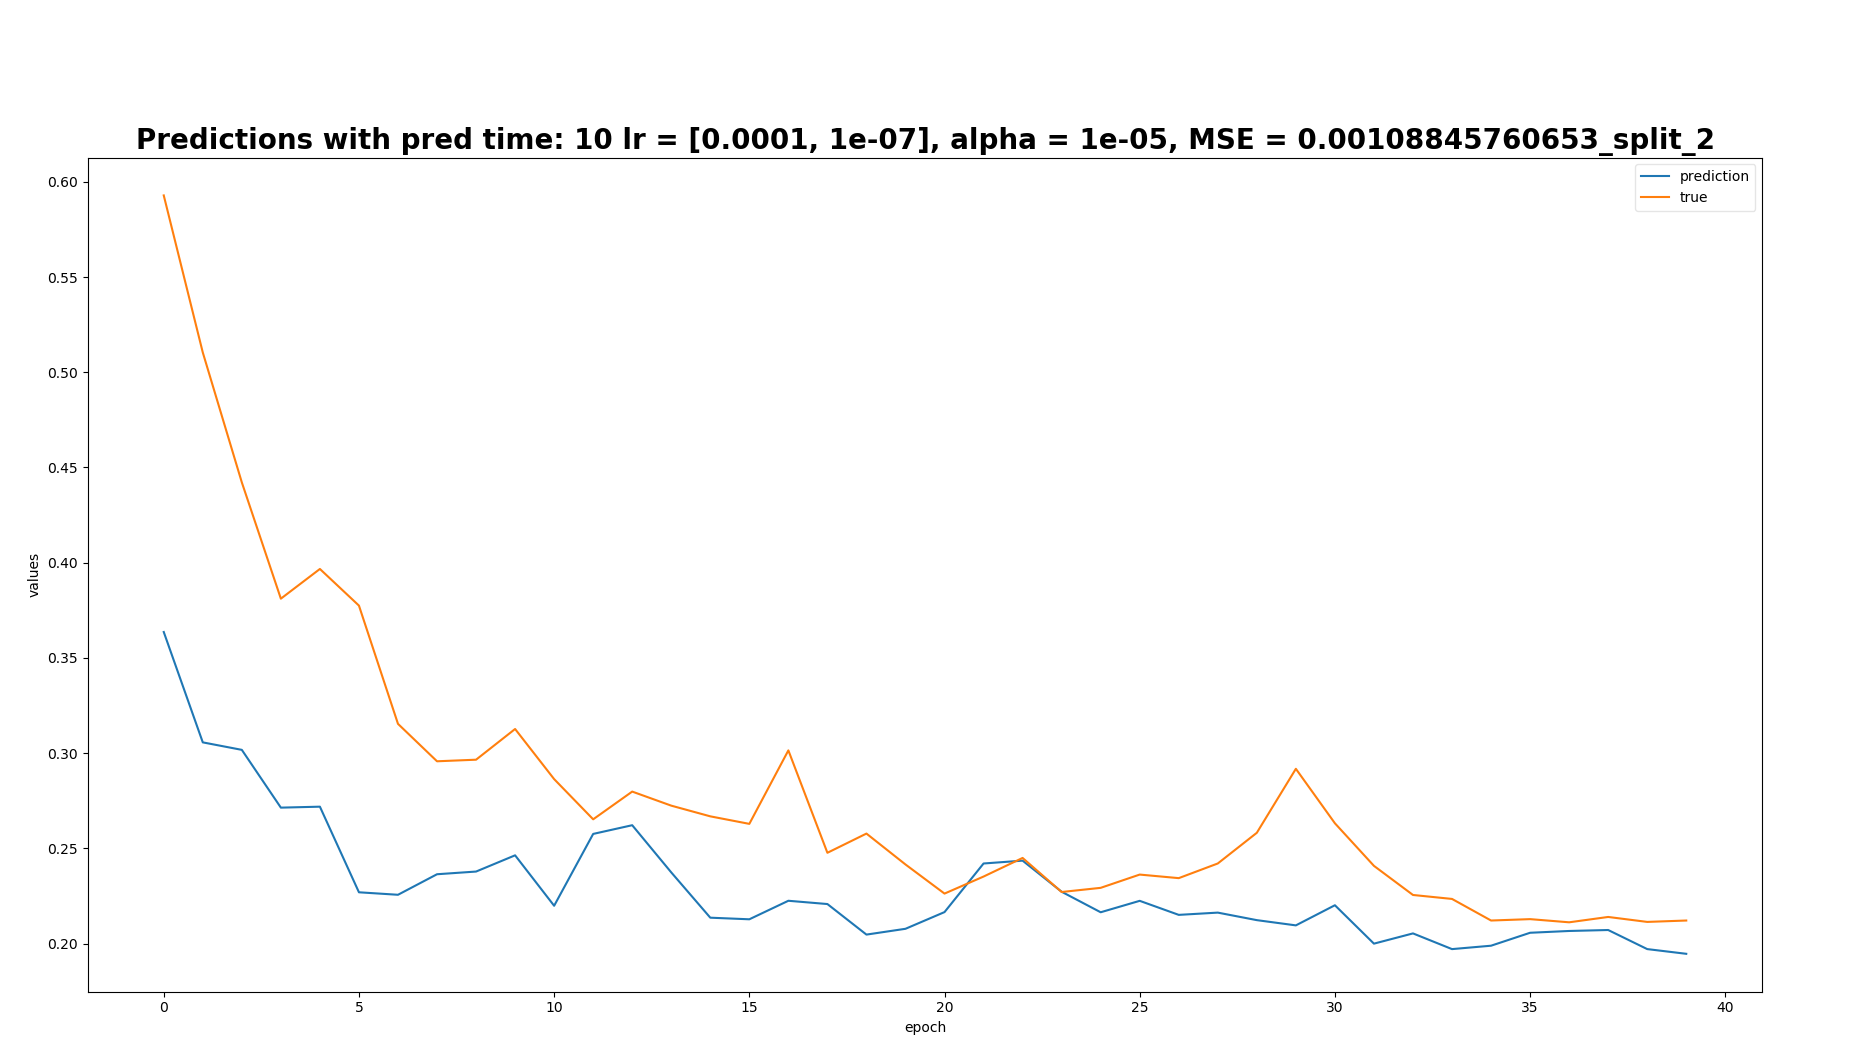 Predictions with pred time: 10 lr = [0.0001, 1e-07], alpha = 1e-05, MSE = 0.00108845760653_split_2
prediction
true
0.60
0.55
0.50
0.45
0.40
0.35
0.30
0.25
0.20
values
0 5 10 15 20 25 30 35 40
epoch